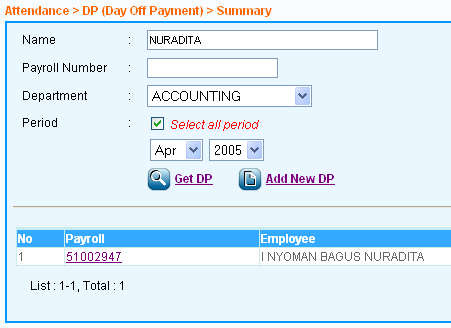 Attendance > DP (Day Off Payment) > Summary
Name : NURADITA
Payroll Number :
Department : ACCOUNTING
Period : Select all period
Apr 2005
Get DP Add New DP
No Payroll Employee
1 51002947 I NYOMAN BAGUS NURADITA
List : 1-1, Total : 1